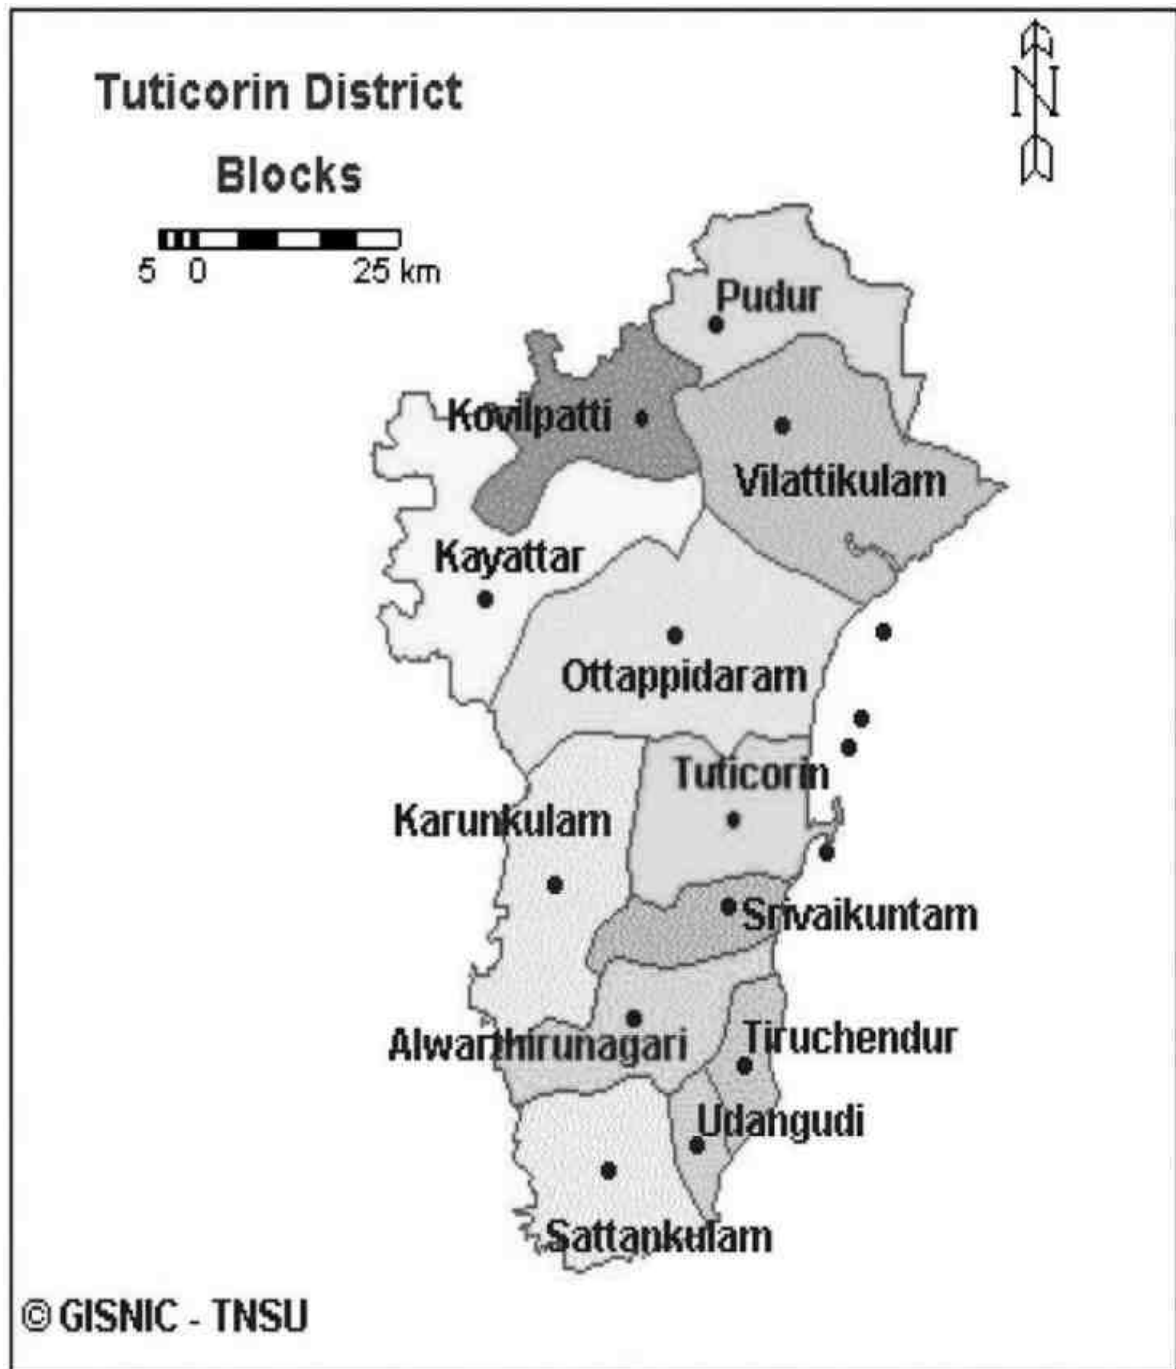 Tuticorin District
Blocks
5 0 25 km
N
Pudur
Kovilpatti
Vilattikulam
Kayattar
Ottappidaram
Tuticorin
Karunkulam
Srivaikuntam
Alwarthirunagari
Tiruchendur
Udangudi
Sattankulam
© GISNIC - TNSU